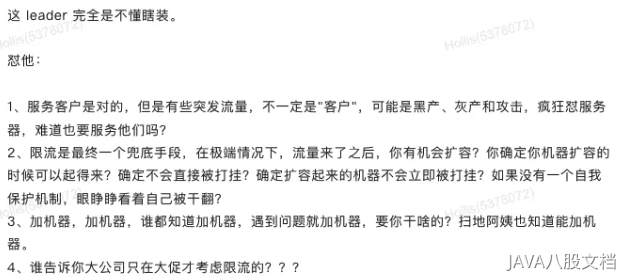 这 leader 完全是不懂瞎装。
怼他：
1、服务客户是对的，但是有些突发流量，不一定是"客户"，可能是黑产、灰产和攻击，疯狂怼服务
器，难道也要服务他们吗？
2、限流是最终一个兜底手段，在极端情况下，流量来了之后，你有机会扩容？你确定你机器扩容的
时候可以起得来？确定不会直接被打挂？确定扩容起来的机器不会立即被打挂？如果没有一个自我
保护机制，眼睁睁看着自己被干翻？
3、加机器，加机器，谁都知道加机器，遇到问题就加机器，要你干啥的？扫地阿姨也知道能加机
器。
4、谁告诉你大公司只在大促才考虑限流的？？？
Hollis(5378072)
Hollis(5378072)
Hollis(5378072)
Hollis(5378072)
JAVA八股文档